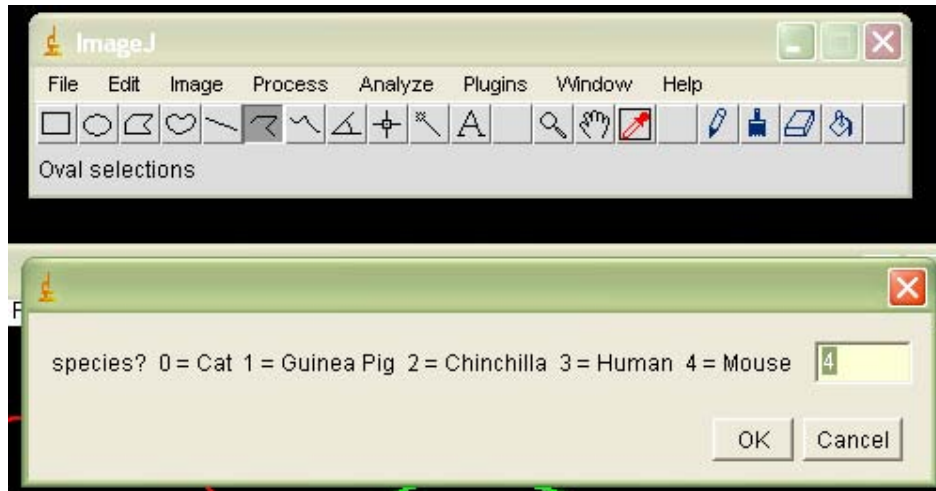 ImageJ
File Edit Image Process Analyze Plugins Window Help
A
Oval selections
F
species? 0 = Cat 1 = Guinea Pig 2 = Chinchilla 3 = Human 4 = Mouse 4
OK Cancel